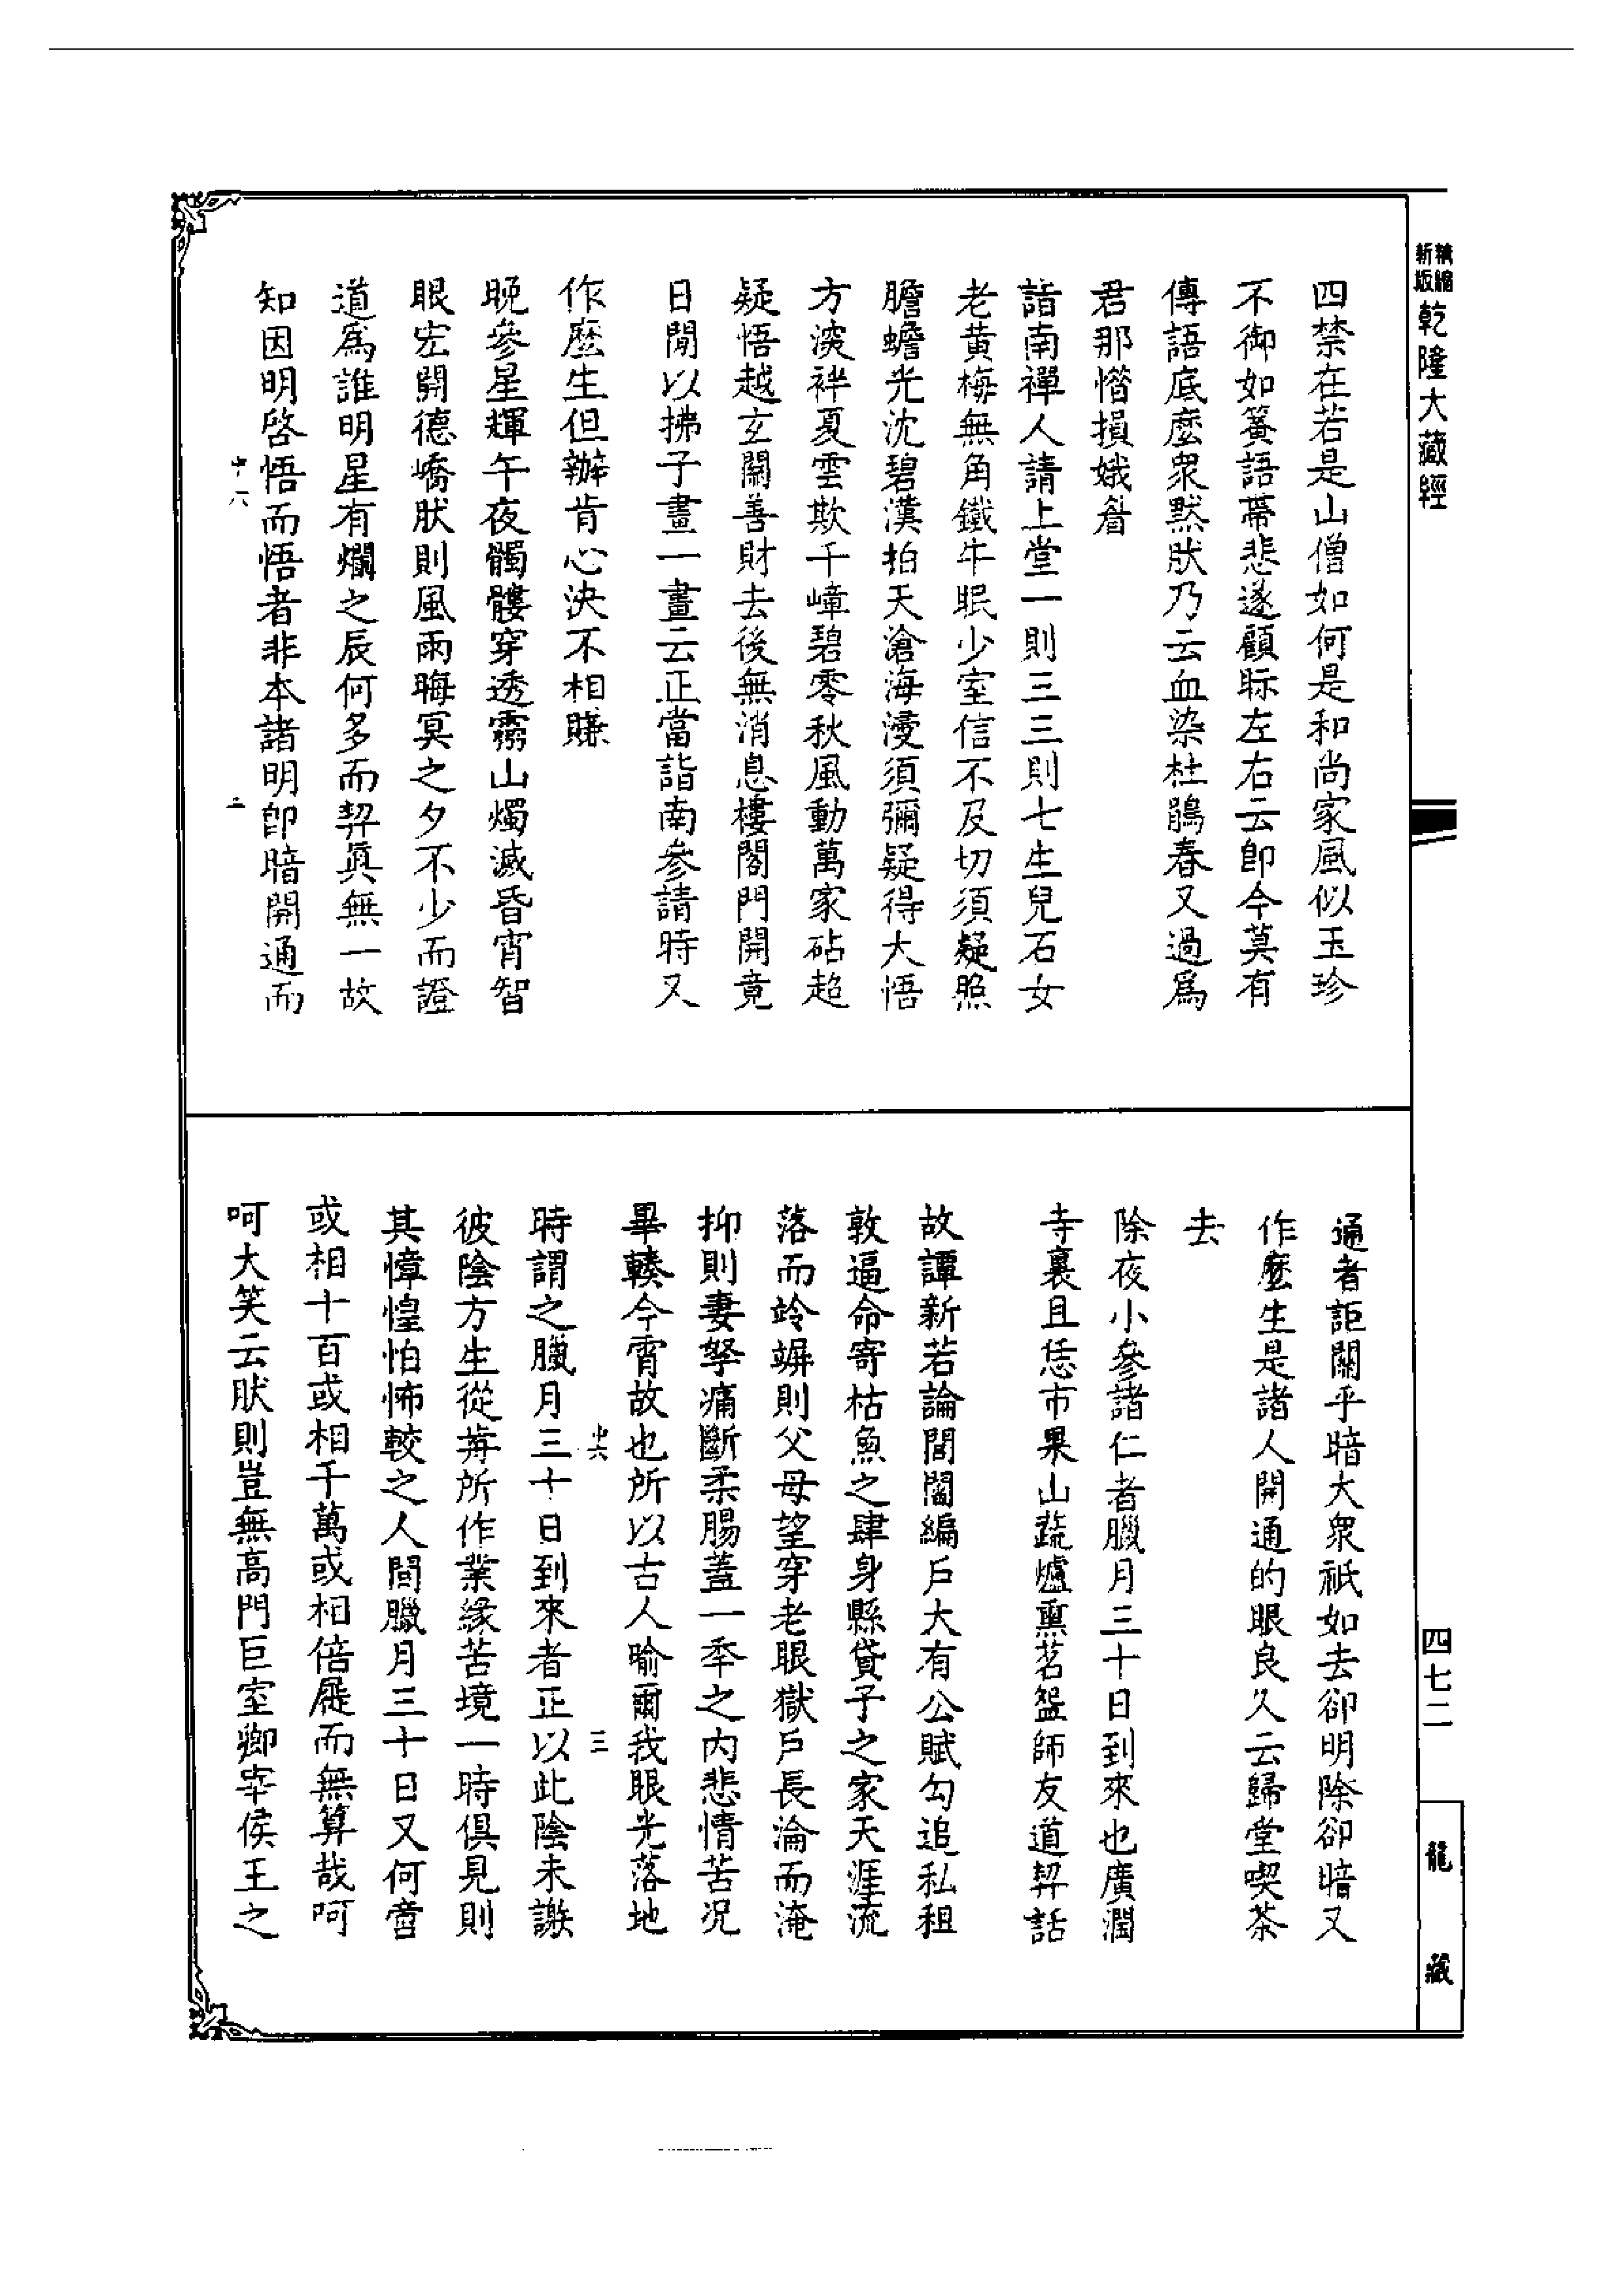 精縮
新版
乾隆大藏經
四禁在若是山僧如何是和尚家風似玉珍
不御如簧語帶悲遂顧眎左右云卽今莫有
傳語底麼衆默肰乃云血染杜鵑春又過爲
君那惜損娥眉
詣南禪人請上堂一則三三則七生兒石女
老黃梅無角鐵牛眠少室信不及切須疑照
膽蟾光沈碧漢拍天滄海浸須彌疑得大悟
方湥袢夏雲欺千嶂碧零秋風動萬家砧超
疑悟越玄關善財去後無消息樓閣門開竟
日閒以拂子畫一畫云正當詣南參請時又
作麼生但辦肯心決不相賺
晚參星輝午夜髑髏穿透霧山燭滅昏宵智
眼宏開德嶠肰則風雨晦冥之夕不少而證
道爲誰明星有爛之辰何多而契眞無一故
知因明啓悟而悟者非本諸明卽暗開通而
通者詎關乎暗大衆祇如去卻明除卻暗又
作麼生是諸人開通的眼良久云歸堂喫茶
去
除夜小參諸仁者臘月三十日到來也廣潤
寺裏且恁市果山蔬爐熏茗盌師友道契話
故譚新若論閭閻編戶大有公賦勾追私租
敦逼命寄枯魚之肆身縣貸子之家天涯流
落而竛竮則父母望穿老眼獄戶長淪而淹
抑則妻孥痛斷柔腸蓋一年之内悲情苦况
畢轃今宵故也所以古人喻爾我眼光落地
時謂之臘月三十日到來者正以此陰未謝
彼陰方生從前所作業緣苦境一時俱見則
其慞惶怕怖較之人間臘月三十日又何啻
或相十百或相千萬或相倍屣而無算哉呵
呵大笑云肰則豈無高門巨室卿宰侯王之
四七二
龍藏